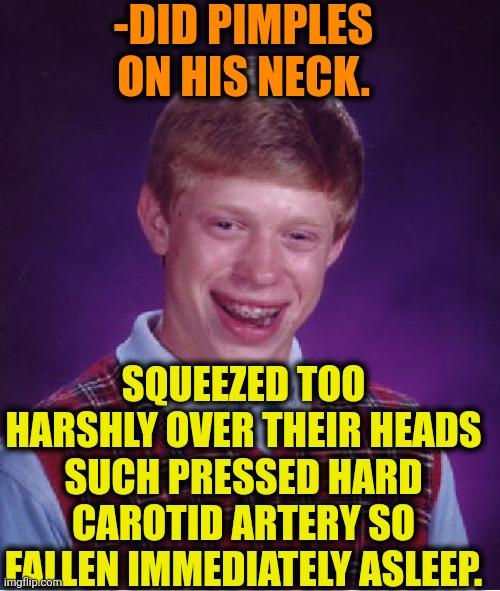 -DID PIMPLES
ON HIS NECK.
SQUEEZED TOO
HARSHLY OVER THEIR HEADS
SUCH PRESSED HARD
CAROTID ARTERY SO
FALLEN IMMEDIATELY ASLEEP.
imgflip.com